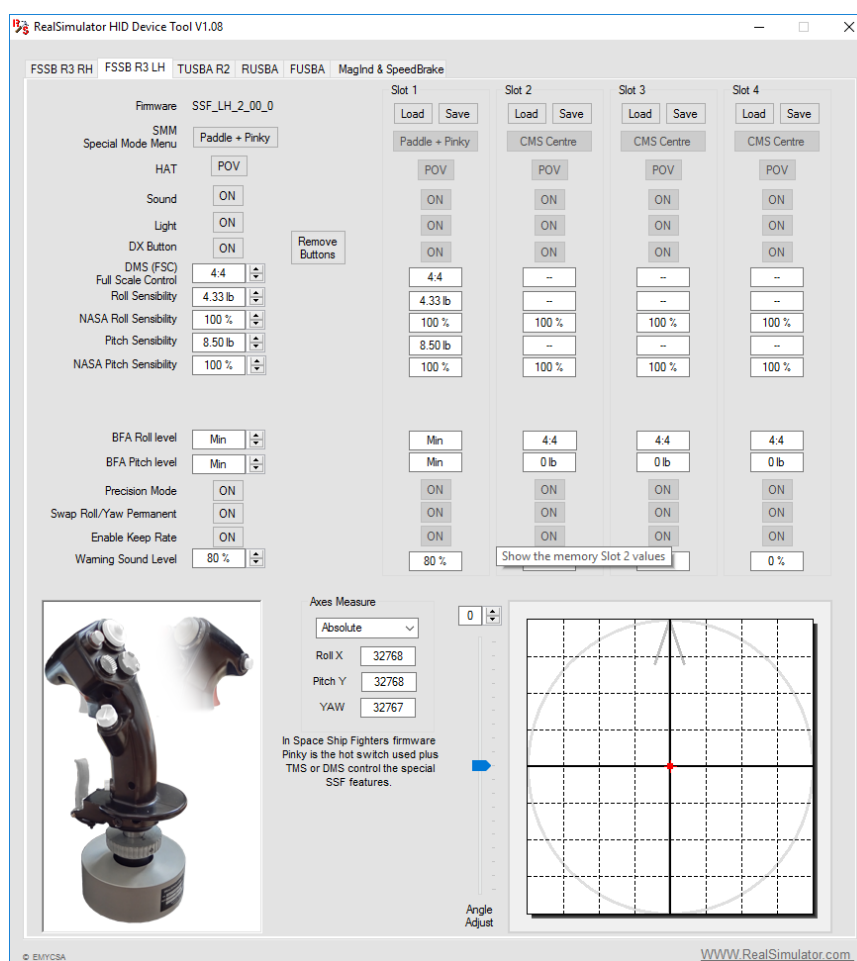 RealSimulator HID Device Tool V1.08
FSSB R3 RH FSSB R3 LH TUSBA R2 RUSBA FUSBA MagInd & SpeedBrake
Slot 1 Slot 2 Slot 3 Slot 4
Firmware SSF_LH_2_00_0 Load Save Load Save Load Save Load Save
SMM
Special Mode Menu Paddle + Pinky Paddle + Pinky CMS Centre CMS Centre CMS Centre
HAT POV POV POV POV POV
Sound ON ON ON ON ON
Light ON ON ON ON ON
DX Button ON Remove Buttons ON ON ON ON
DMS (FSC)
Full Scale Control 4:4 4:4 -- -- --
Roll Sensibility 4.33 lb 4.33 lb -- -- --
NASA Roll Sensibility 100 % 100 % 100 % 100 % 100 %
Pitch Sensibility 8.50 lb 8.50 lb -- -- --
NASA Pitch Sensibility 100 % 100 % 100 % 100 % 100 %
BFA Roll level Min Min 4:4 4:4 4:4
BFA Pitch level Min Min 0 lb 0 lb 0 lb
Precision Mode ON ON ON ON ON
Swap Roll/Yaw Permanent ON ON ON ON ON
Enable Keep Rate ON ON ON ON ON
Warning Sound Level 80 % 80 % Show the memory Slot 2 values 0 %
Axes Measure
Absolute 0
Roll X 32768
Pitch Y 32768
YAW 32767
In Space Ship Fighters firmware
Pinky is the hot switch used plus
TMS or DMS control the special
SSF features.
Angle
Adjust
© EMYCSA WWW.RealSimulator.com